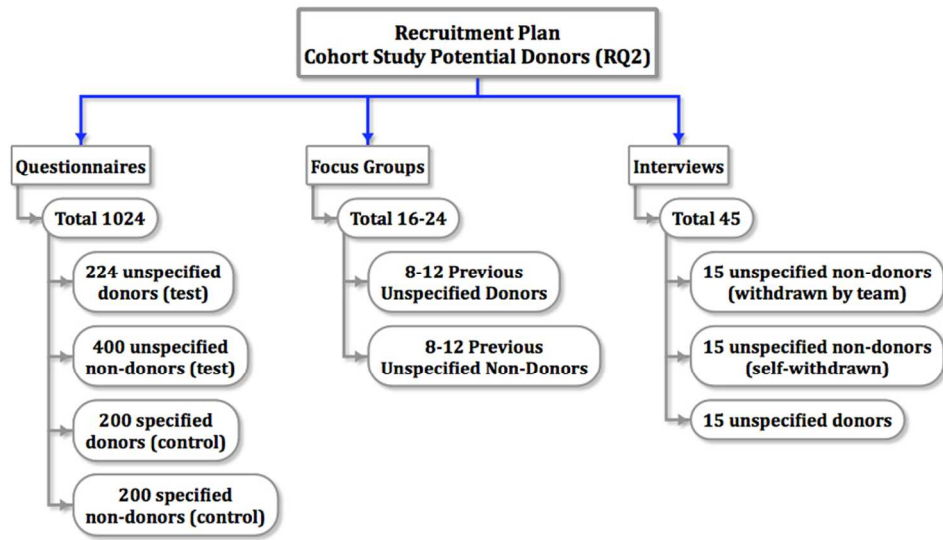 Recruitment Plan
Cohort Study Potential Donors (RQ2)
Questionnaires
Total 1024
224 unspecified
donors (test)
400 unspecified
non-donors (test)
200 specified
donors (control)
200 specified
non-donors (control)
Focus Groups
Total 16-24
8-12 Previous
Unspecified Donors
8-12 Previous
Unspecified Non-Donors
Interviews
Total 45
15 unspecified non-donors
(withdrawn by team)
15 unspecified non-donors
(self-withdrawn)
15 unspecified donors